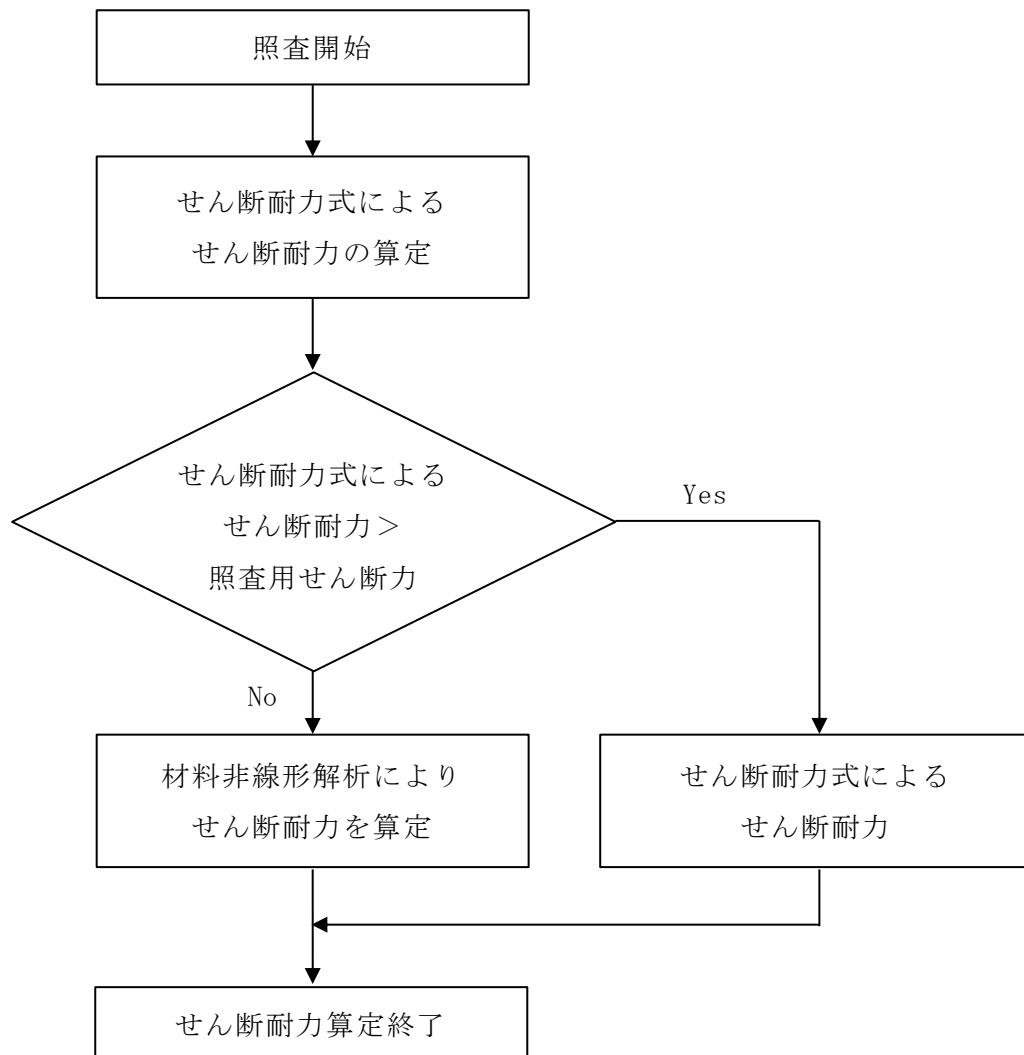 照査開始
せん断耐力式による
せん断耐力の算定
せん断耐力式による
せん断耐力＞
照査用せん断力
Yes
No
材料非線形解析により
せん断耐力を算定
せん断耐力式による
せん断耐力
せん断耐力算定終了